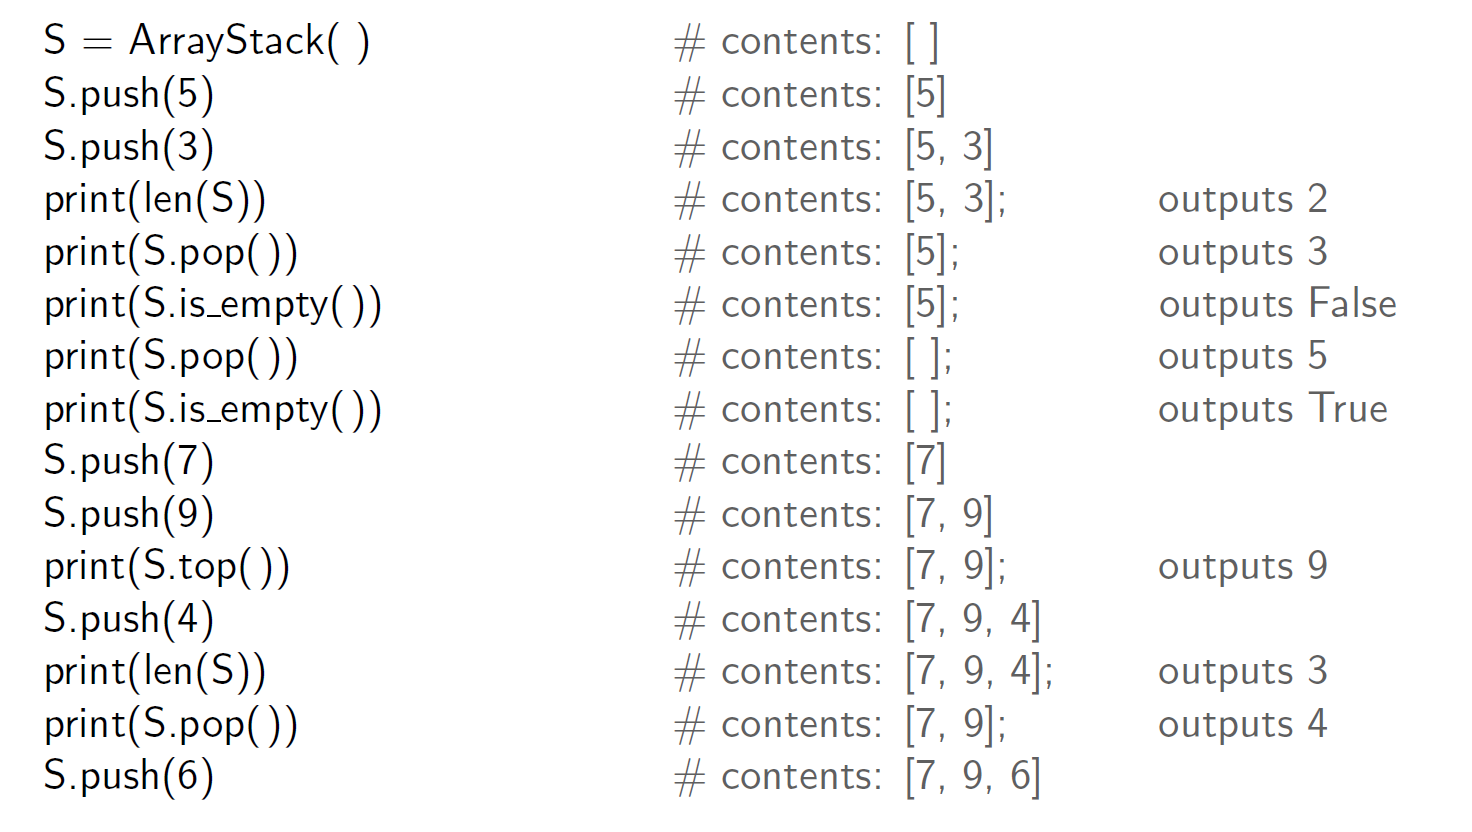 S = ArrayStack( ) # contents: [ ]
S.push(5) # contents: [5]
S.push(3) # contents: [5, 3]
print(len(S)) # contents: [5, 3]; outputs 2
print(S.pop( )) # contents: [5]; outputs 3
print(S.is_empty( )) # contents: [5]; outputs False
print(S.pop( )) # contents: [ ]; outputs 5
print(S.is_empty( )) # contents: [ ]; outputs True
S.push(7) # contents: [7]
S.push(9) # contents: [7, 9]
print(S.top( )) # contents: [7, 9]; outputs 9
S.push(4) # contents: [7, 9, 4]
print(len(S)) # contents: [7, 9, 4]; outputs 3
print(S.pop( )) # contents: [7, 9]; outputs 4
S.push(6) # contents: [7, 9, 6]